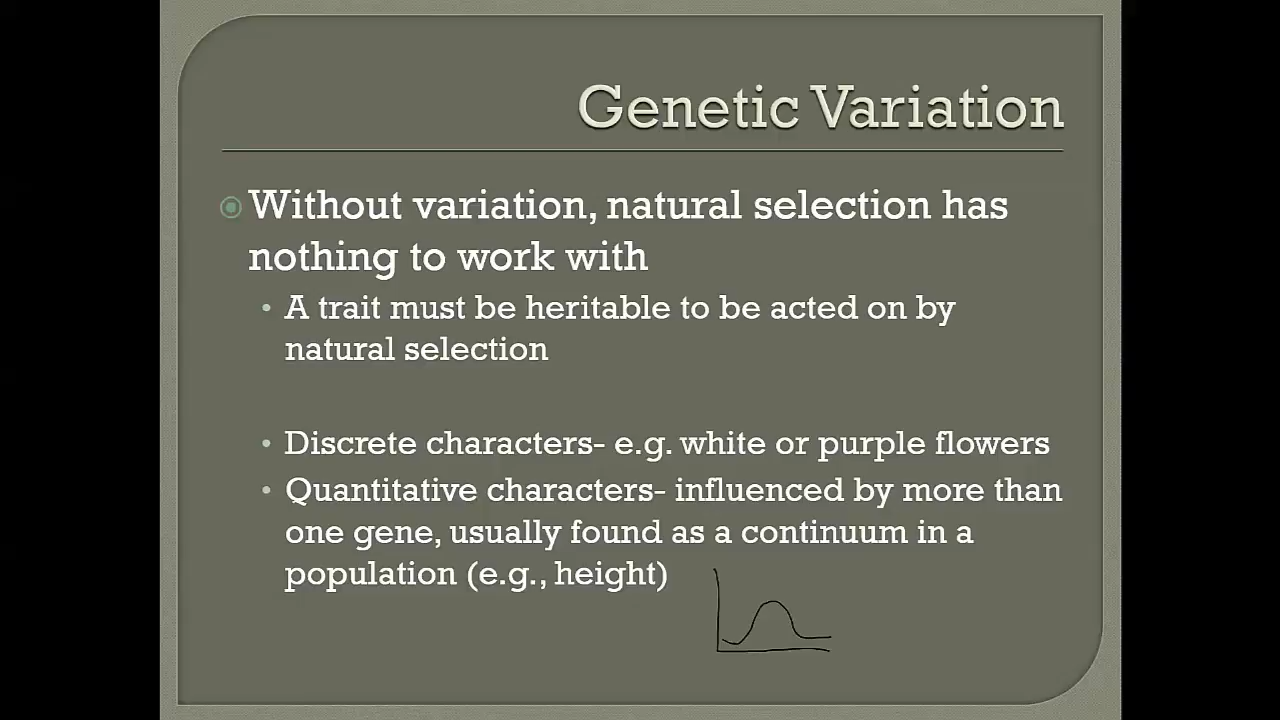 Genetic Variation
Without variation, natural selection has
nothing to work with
• A trait must be heritable to be acted on by
natural selection
• Discrete characters- e.g. white or purple flowers
• Quantitative characters- influenced by more than
one gene, usually found as a continuum in a
population (e.g., height)